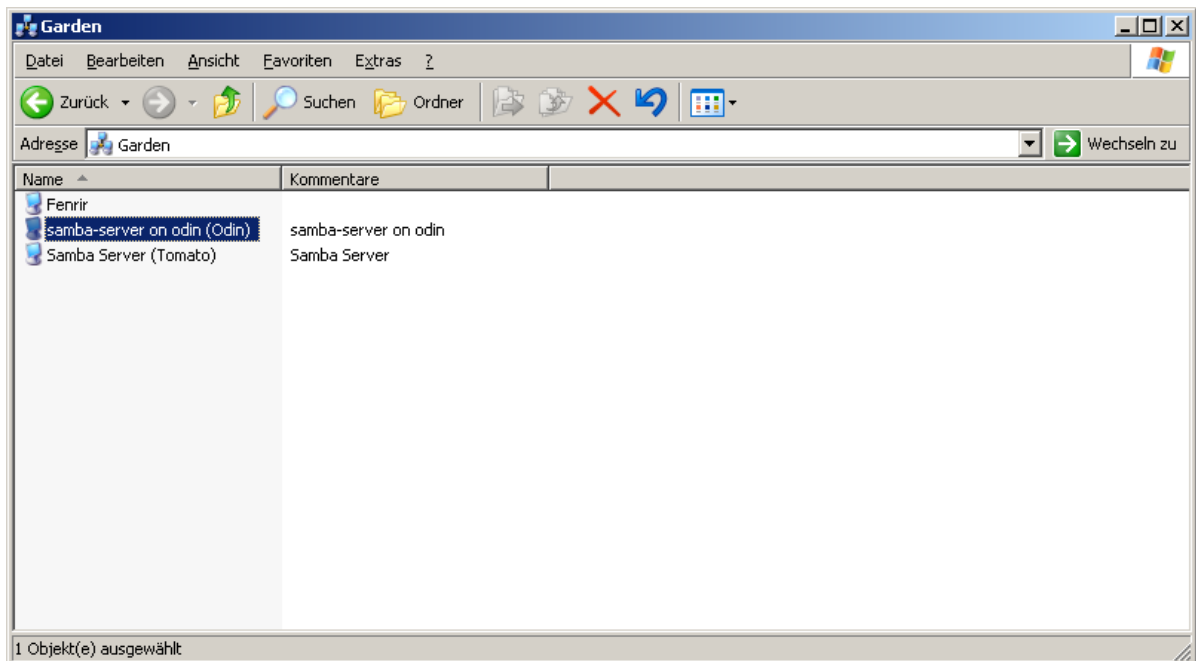 Garden
Datei Bearbeiten Ansicht Favoriten Extras ?
Zurück Suchen Ordner
Adresse Garden Wechseln zu
Name Kommentare
Fenrir
samba-server on odin (Odin) samba-server on odin
Samba Server (Tomato) Samba Server
1 Objekt(e) ausgewählt